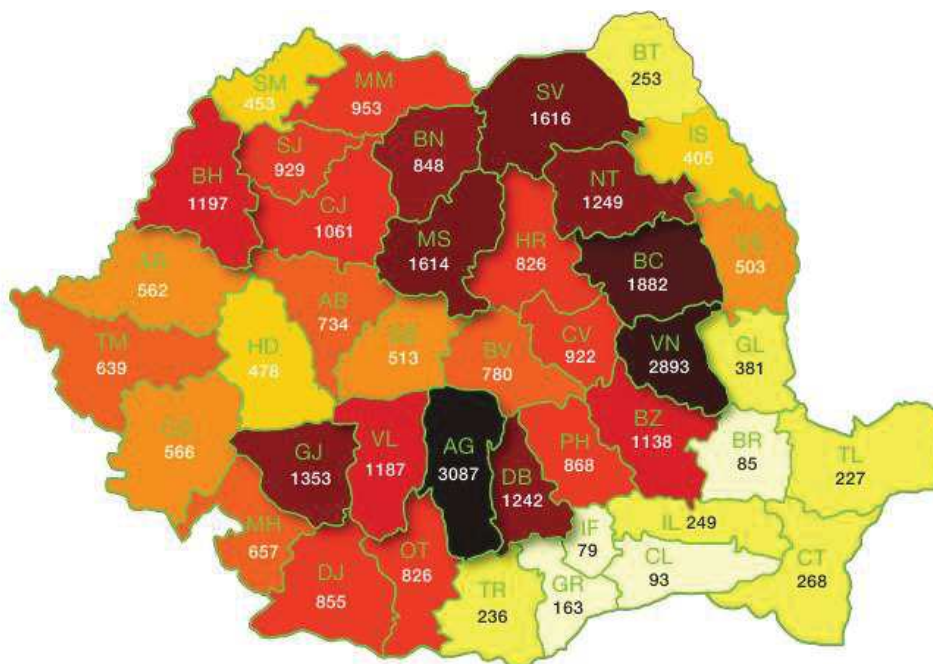 BT
253
SM
453
MM
953
SV
1616
IS
405
BN
848
SJ
929
BH
1197
NT
1249
CJ
1061
MS
1614
HR
826
BC
1882
VS
503
AR
562
AB
734
HD
478
SB
513
TM
639
BV
780
CV
922
VN
2893
GL
381
CS
566
GJ
1353
VL
1187
AG
3087
DB
1242
PH
868
BZ
1138
BR
85
TL
227
MH
657
DJ
855
OT
826
TR
236
GR
163
IF
79
IL 249
CL
93
CT
268